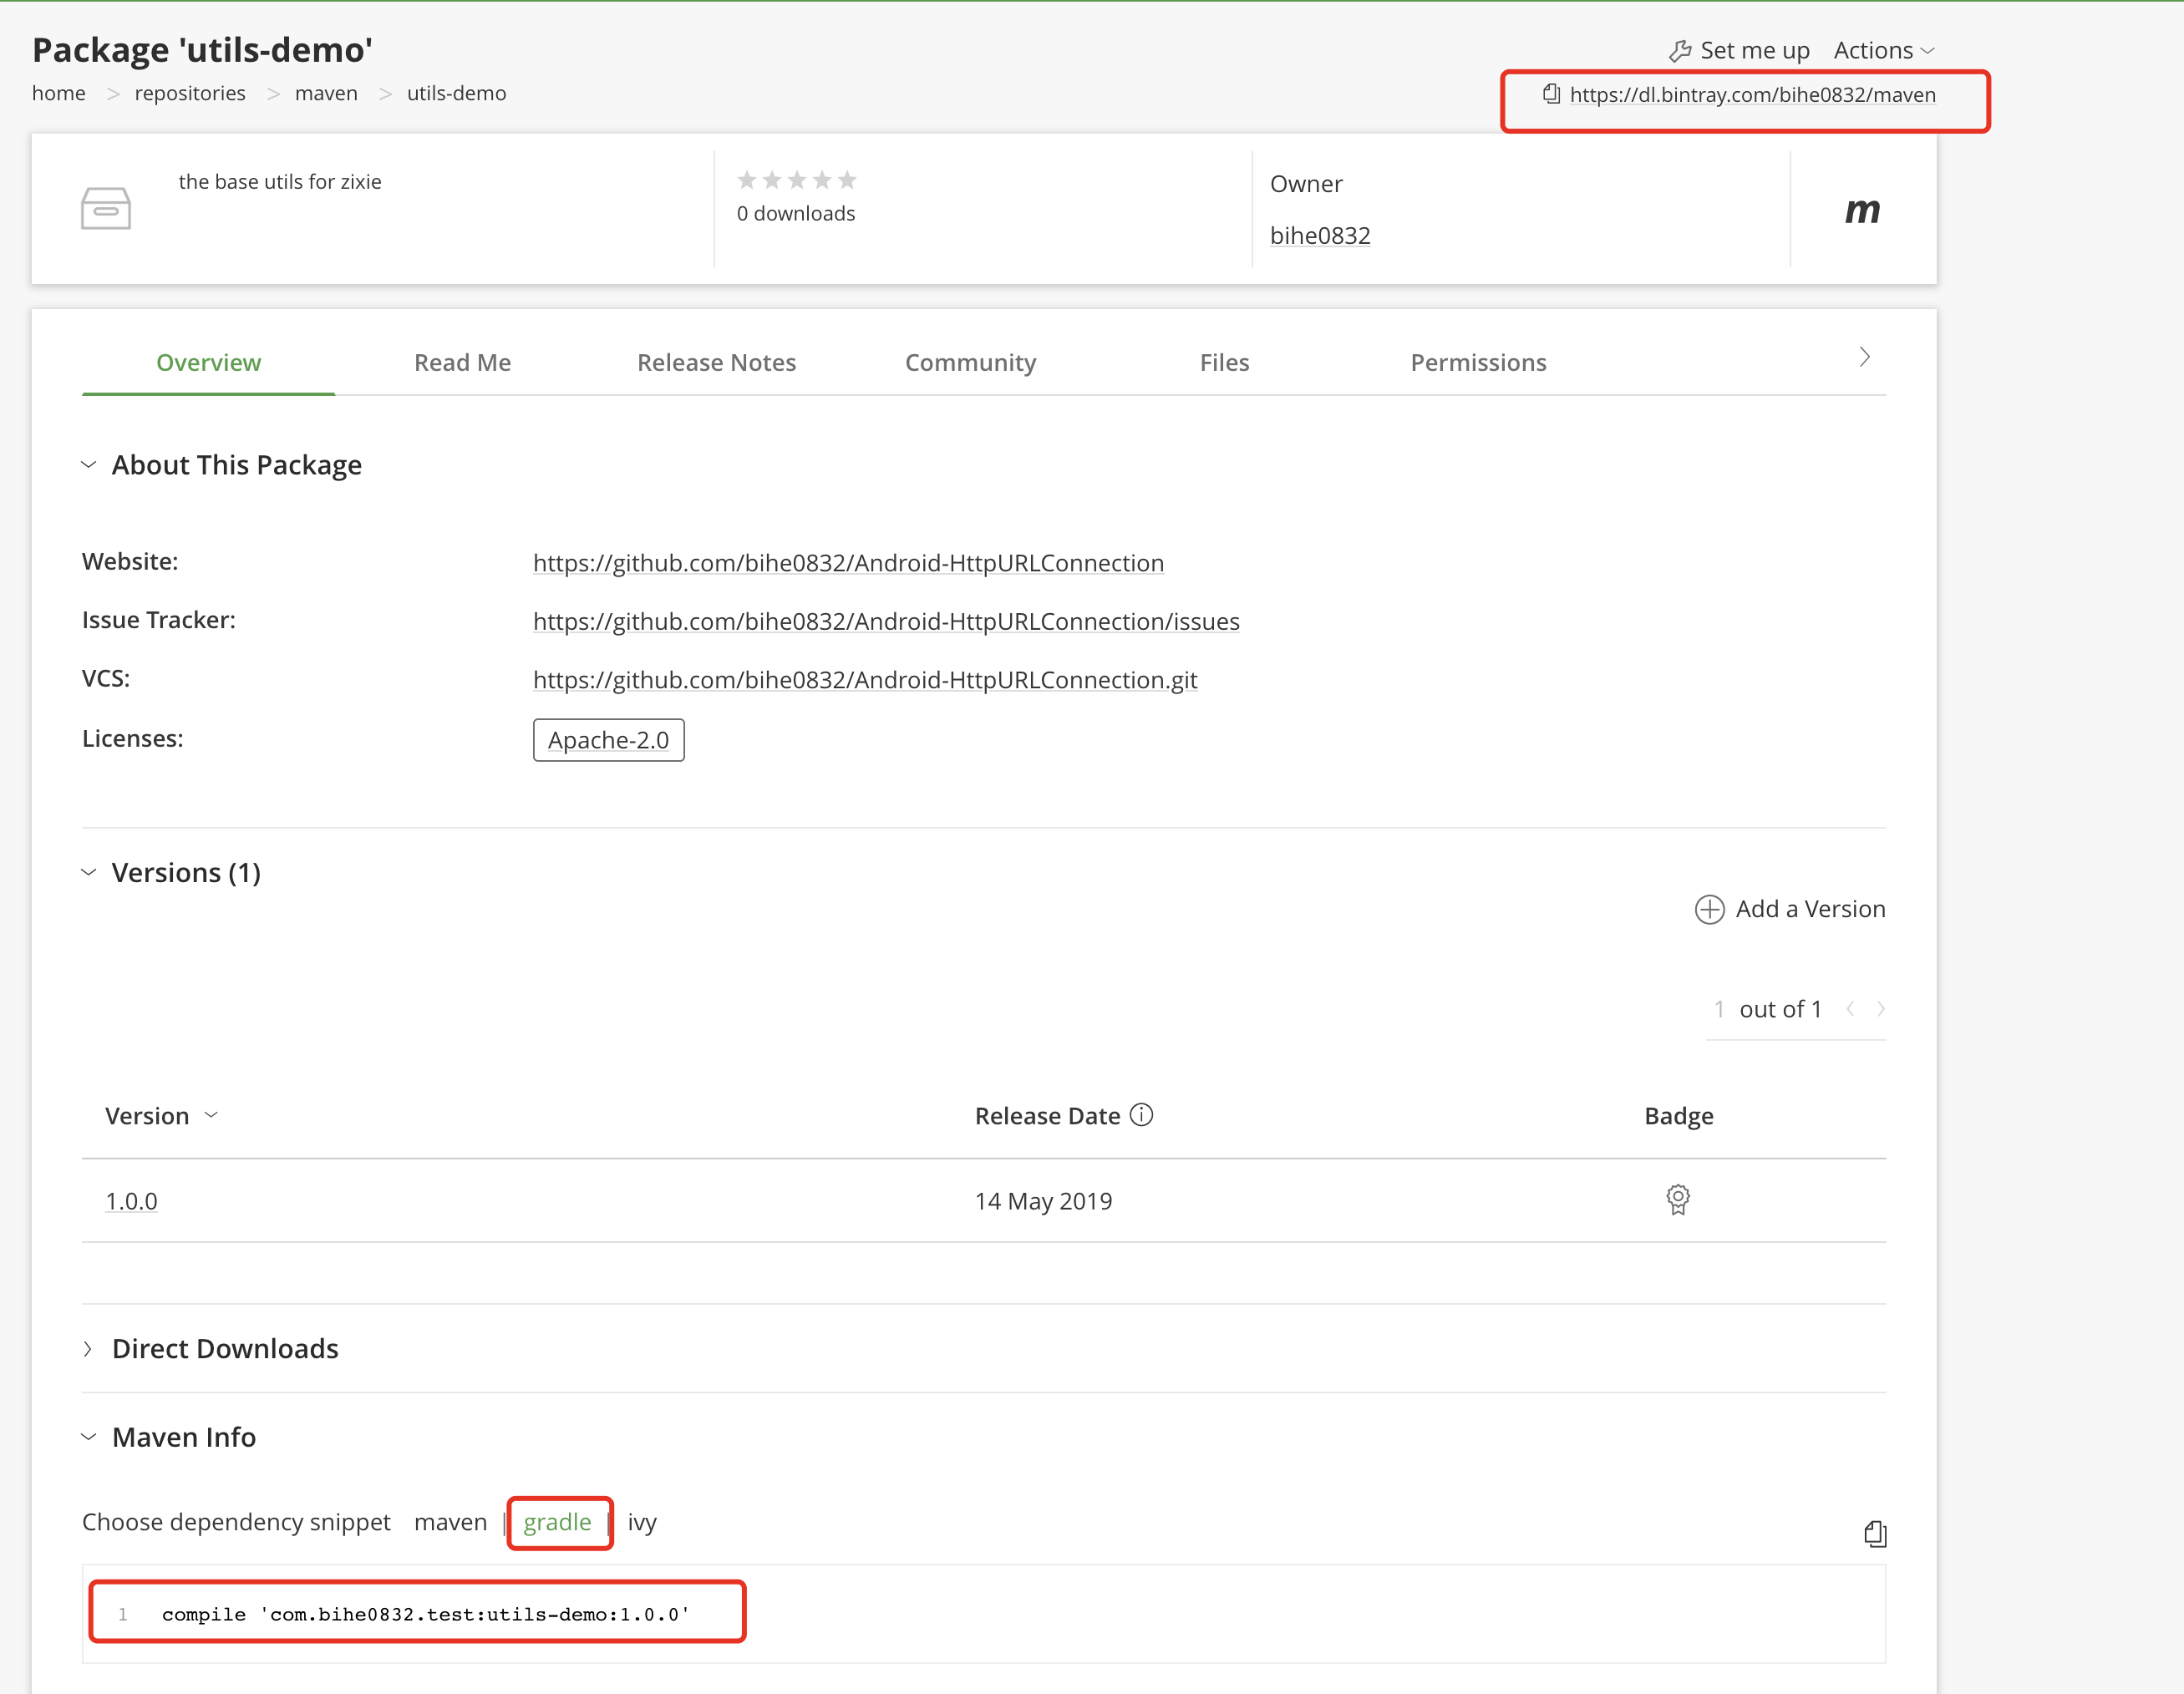 Package 'utils-demo'
Set me up Actions
home > repositories > maven > utils-demo
https://dl.bintray.com/bihe0832/maven
the base utils for zixie
0 downloads
Owner
bihe0832
m
Overview Read Me Release Notes Community Files Permissions
About This Package
Website: https://github.com/bihe0832/Android-HttpURLConnection
Issue Tracker: https://github.com/bihe0832/Android-HttpURLConnection/issues
VCS: https://github.com/bihe0832/Android-HttpURLConnection.git
Licenses: Apache-2.0
Versions (1)
Add a Version
1 out of 1
Version Release Date Badge
1.0.0 14 May 2019
Direct Downloads
Maven Info
Choose dependency snippet maven | gradle | ivy
1 compile 'com.bihe0832.test:utils-demo:1.0.0'